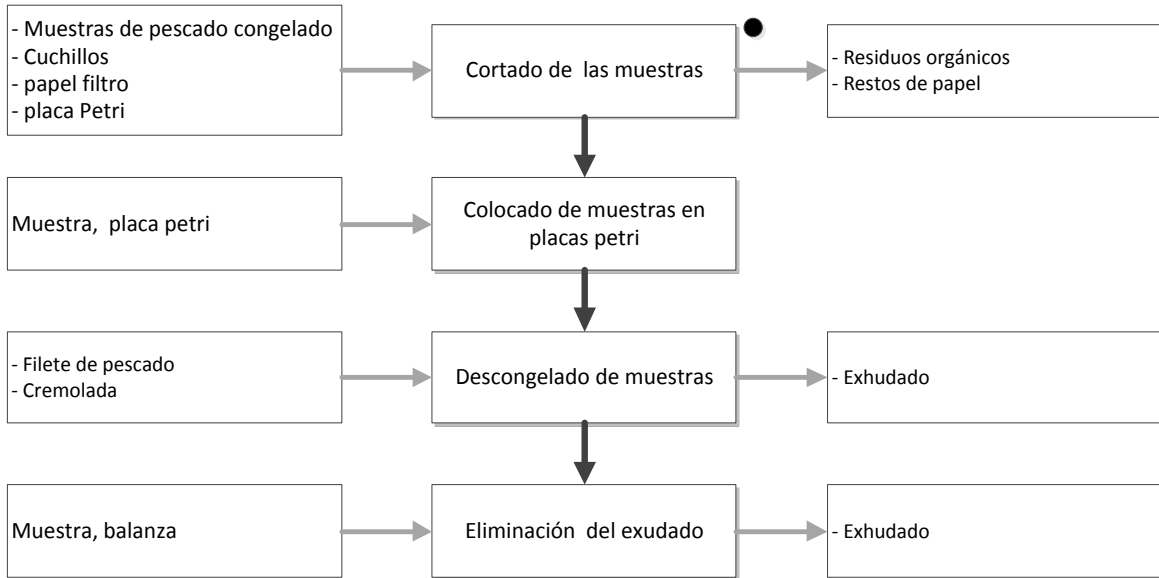 - Muestras de pescado congelado
- Cuchillos
- papel filtro
- placa Petri
Cortado de las muestras
- Residuos orgánicos
- Restos de papel
Muestra, placa petri
Colocado de muestras en
placas petri
- Filete de pescado
- Cremolada
Descongelado de muestras
- Exhudado
Muestra, balanza
Eliminación del exudado
- Exhudado